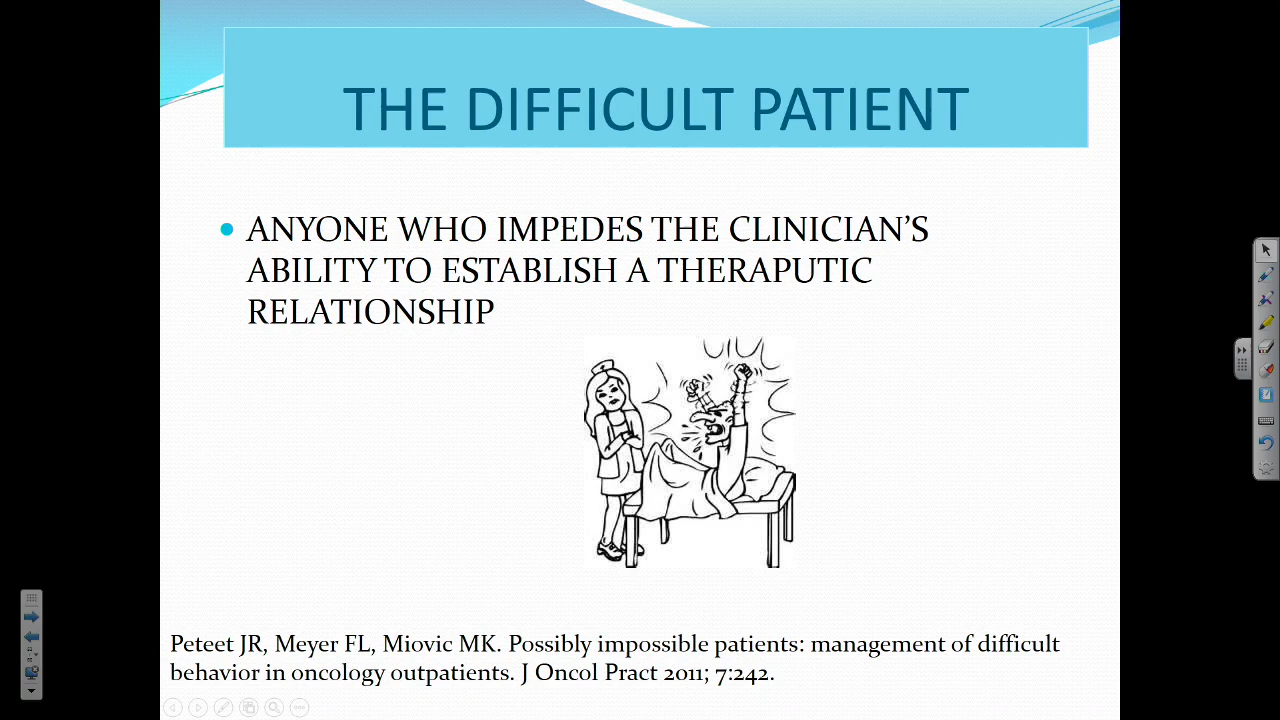 THE DIFFICULT PATIENT
ANYONE WHO IMPEDES THE CLINICIAN’S
ABILITY TO ESTABLISH A THERAPUTIC
RELATIONSHIP
Peteet JR, Meyer FL, Miovic MK. Possibly impossible patients: management of difficult
behavior in oncology outpatients. J Oncol Pract 2011; 7:242.